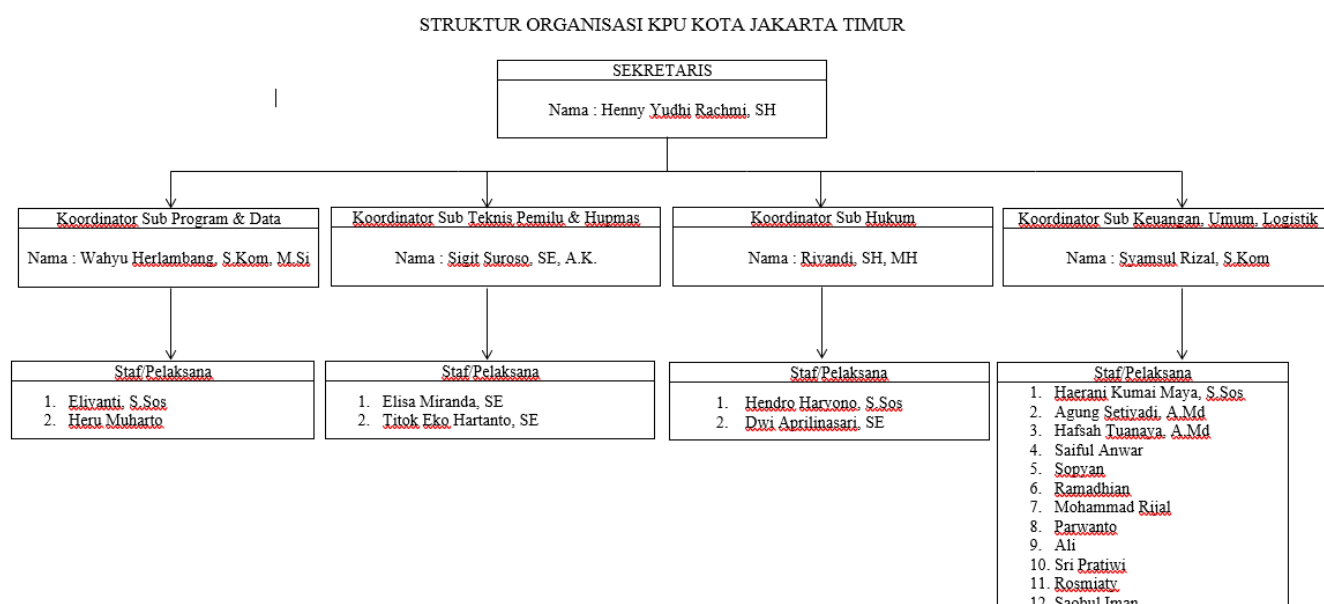 STRUKTUR ORGANISASI KPU KOTA JAKARTA TIMUR
SEKRETARIS
Nama : Henny Yudhi Rachmi, SH
Koordinator Sub Program & Data
Nama : Wahyu Herlambang, S.Kom, M.Si
Koordinator Sub Teknis Pemilu & Hupmas
Nama : Sigit Suroso, SE, A.K.
Koordinator Sub Hukum
Nama : Riyandi, SH, MH
Koordinator Sub Keuangan, Umum, Logistik
Nama : Syamsul Rizal, S.Kom
Staf/Pelaksana
1. Eliyanti, S.Sos
2. Heru Muharto
Staf/Pelaksana
1. Elisa Miranda, SE
2. Titok Eko Hartanto, SE
Staf/Pelaksana
1. Hendro Haryono, S.Sos
2. Dwi Aprilinasari, SE
Staf/Pelaksana
1. Haerani Kumai Maya, S.Sos
2. Agung Setiyadi, A.Md
3. Hafsah Tuanaya, A.Md
4. Saiful Anwar
5. Sopyan
6. Ramadhian
7. Mohammad Rijal
8. Parwanto
9. Ali
10. Sri Pratiwi
11. Rosmiaty
12. Iman